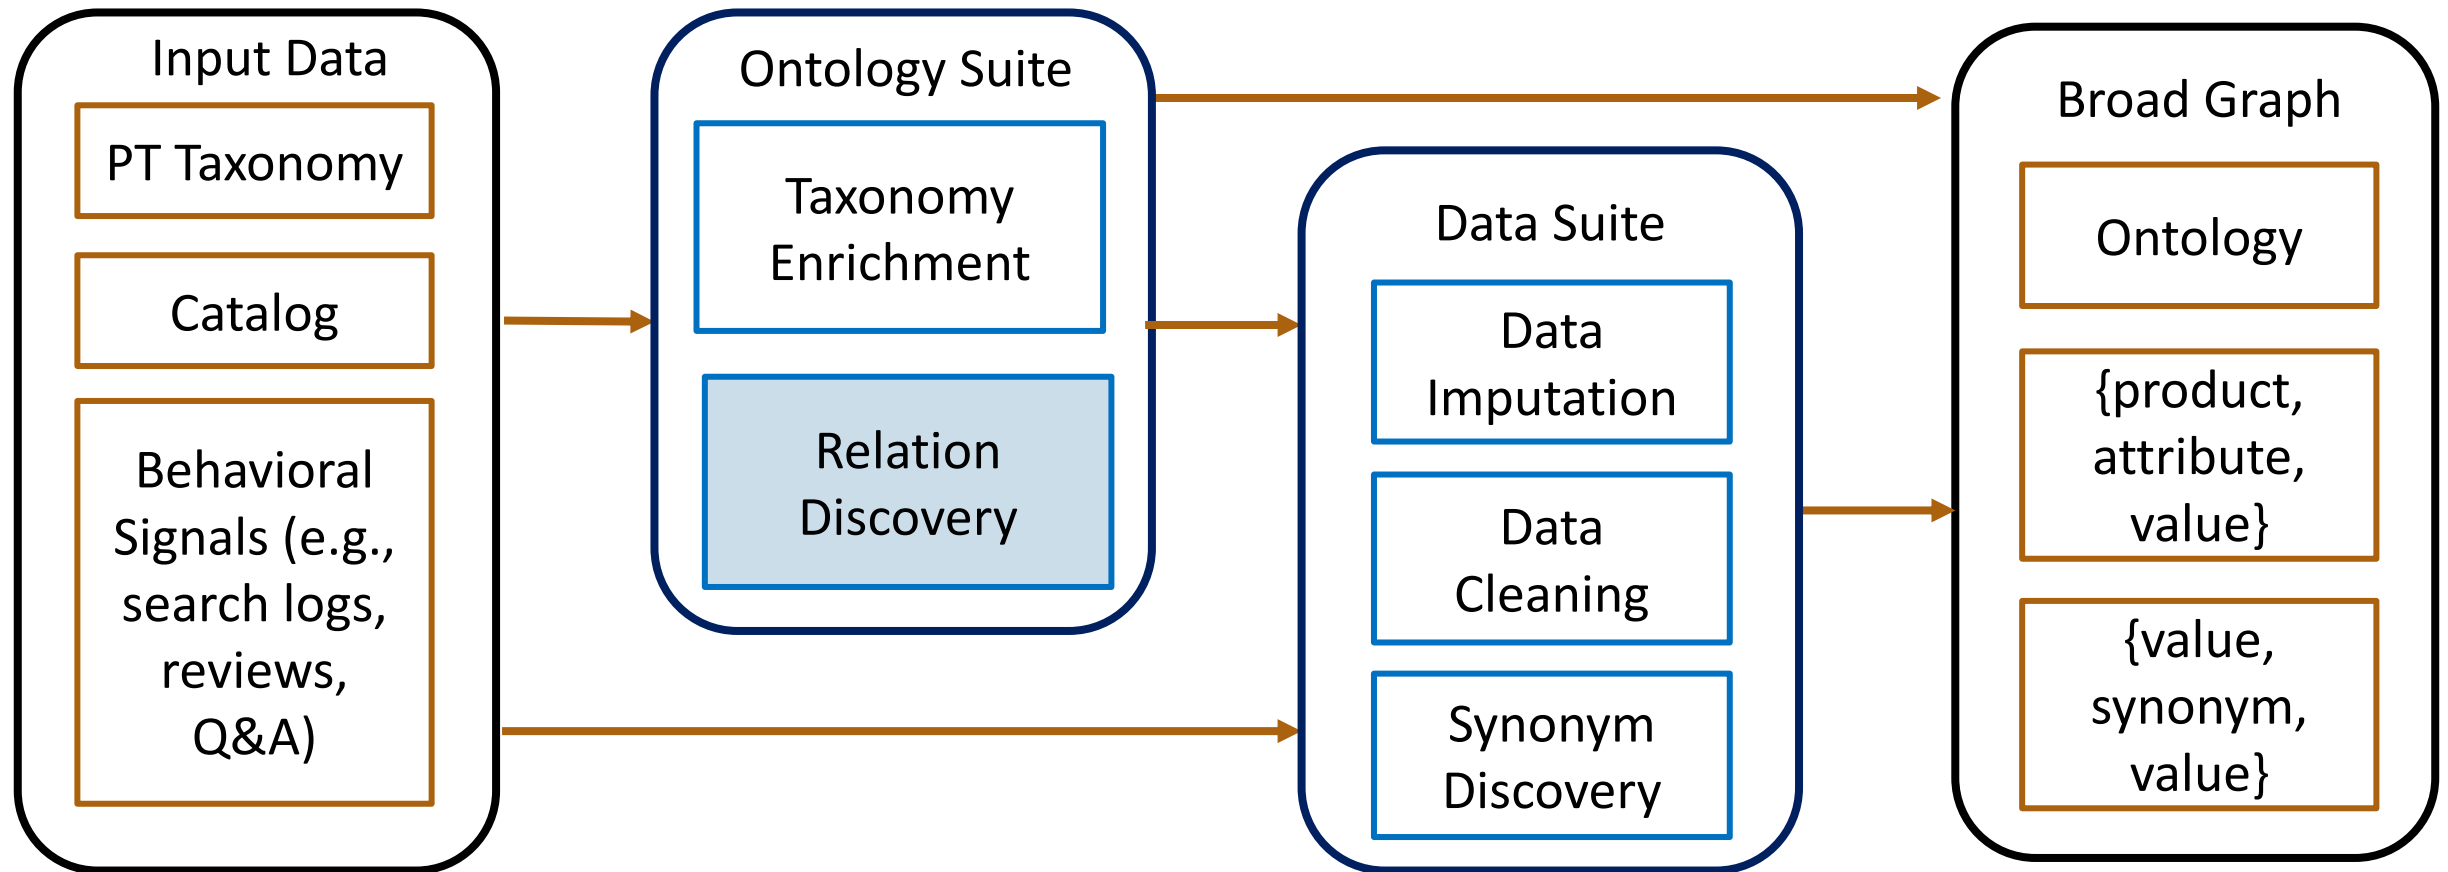 Input Data
PT Taxonomy
Catalog
Behavioral
Signals (e.g.,
search logs,
reviews,
Q&A)
Ontology Suite
Taxonomy
Enrichment
Relation
Discovery
Data Suite
Data
Imputation
Data
Cleaning
Synonym
Discovery
Broad Graph
Ontology
{product,
attribute,
value}
{value,
synonym,
value}